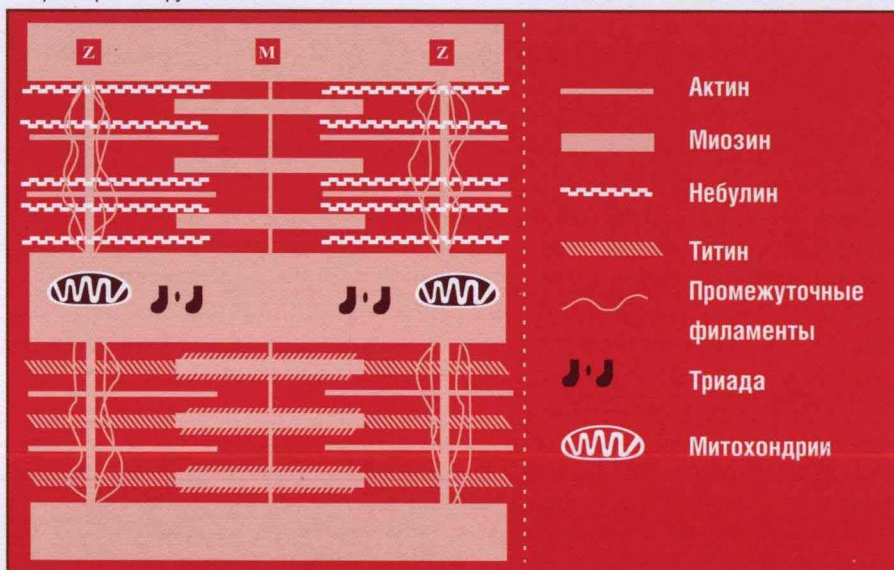 Z M Z
Актин
Миозин
Небулин
Титин
Промежуточные
филаменты
Триада
Митохондрии